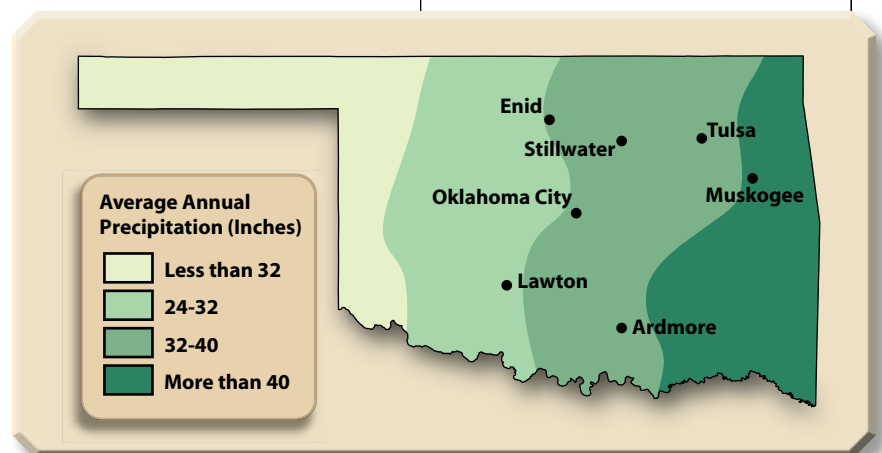 Enid
Tulsa
Stillwater
Muskogee
Oklahoma City
Lawton
Ardmore
Average Annual
Precipitation (Inches)
Less than 32
24-32
32-40
More than 40